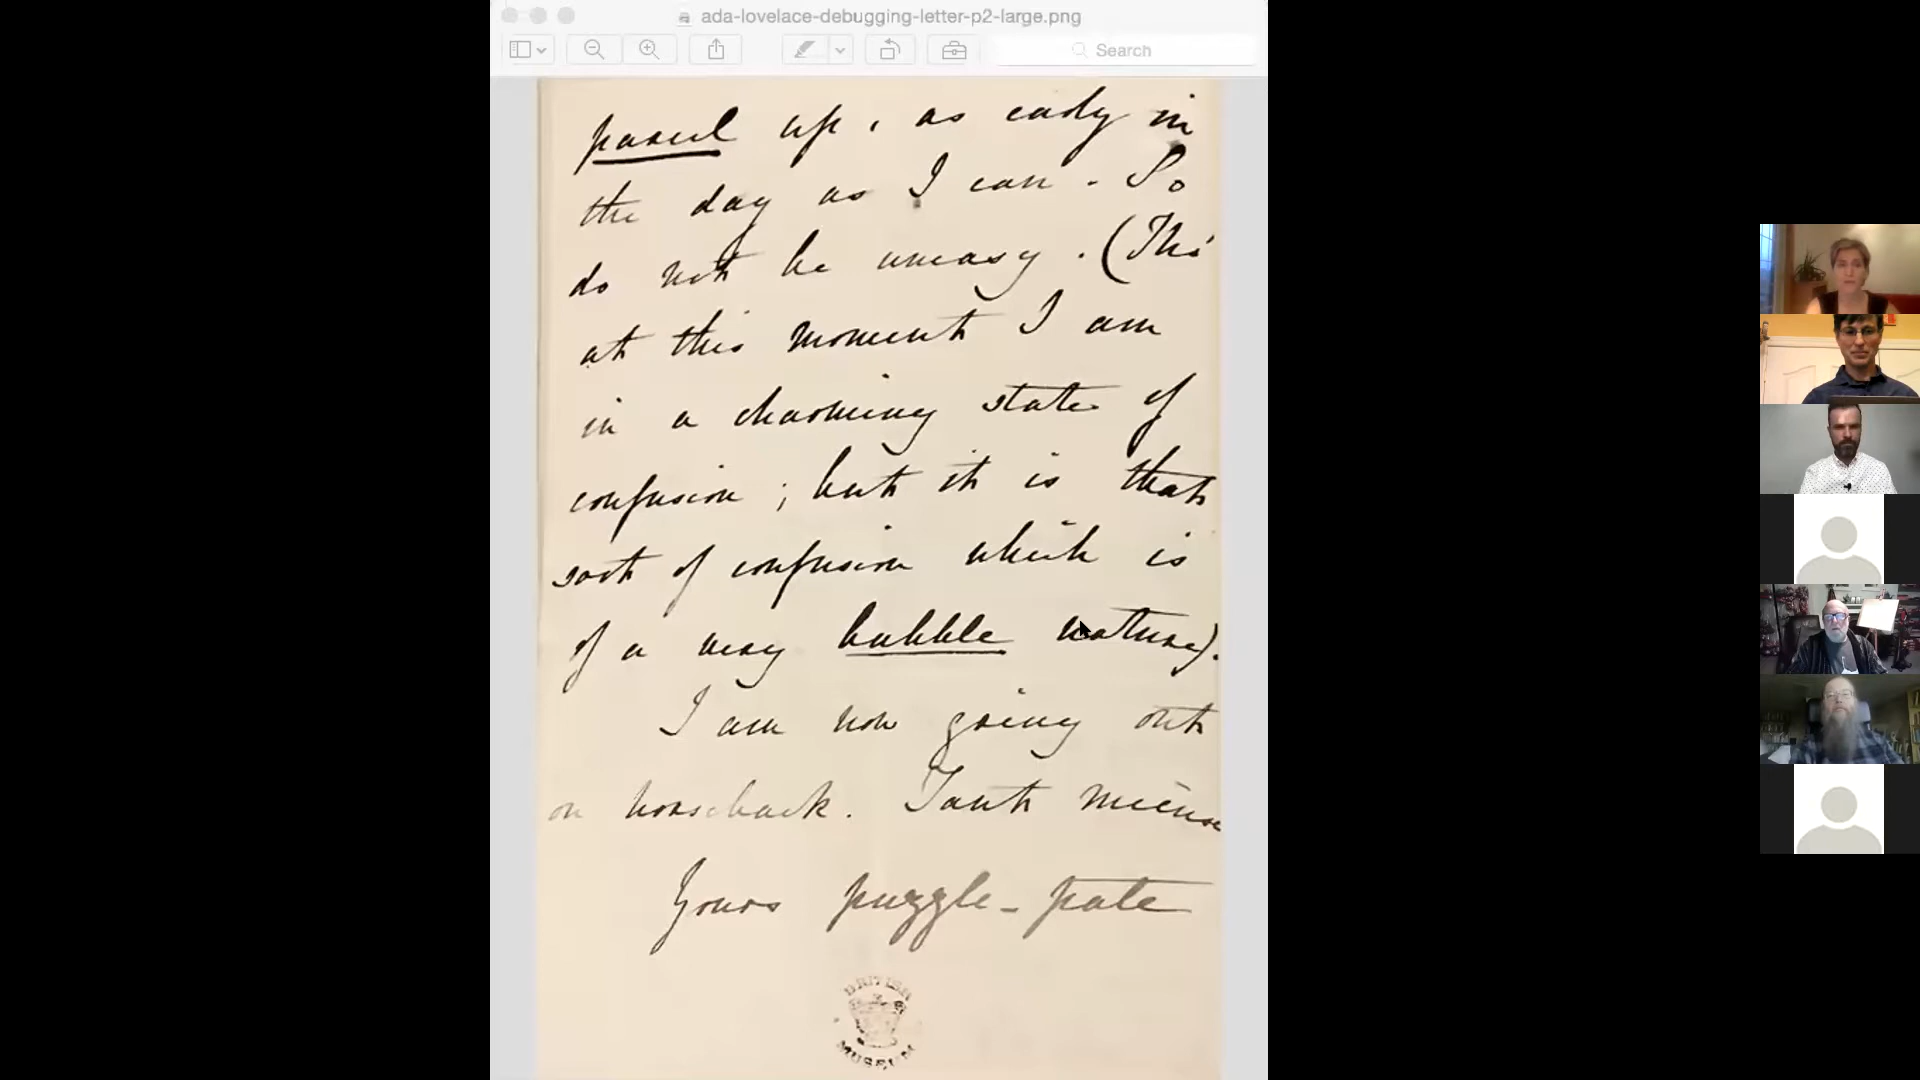 ada-lovelace-debugging-letter-p2-large.png
Search
parcel up, as early in
the day as I can. So
do not be uneasy. (Tho'
at this moment I am
in a charming state of
confusion; but it is that
sort of confusion which is
of a very bubble nature).
I am now going out
on horseback. Tant mieux
Yours puzzle-pate
BRITISH
MUSEUM